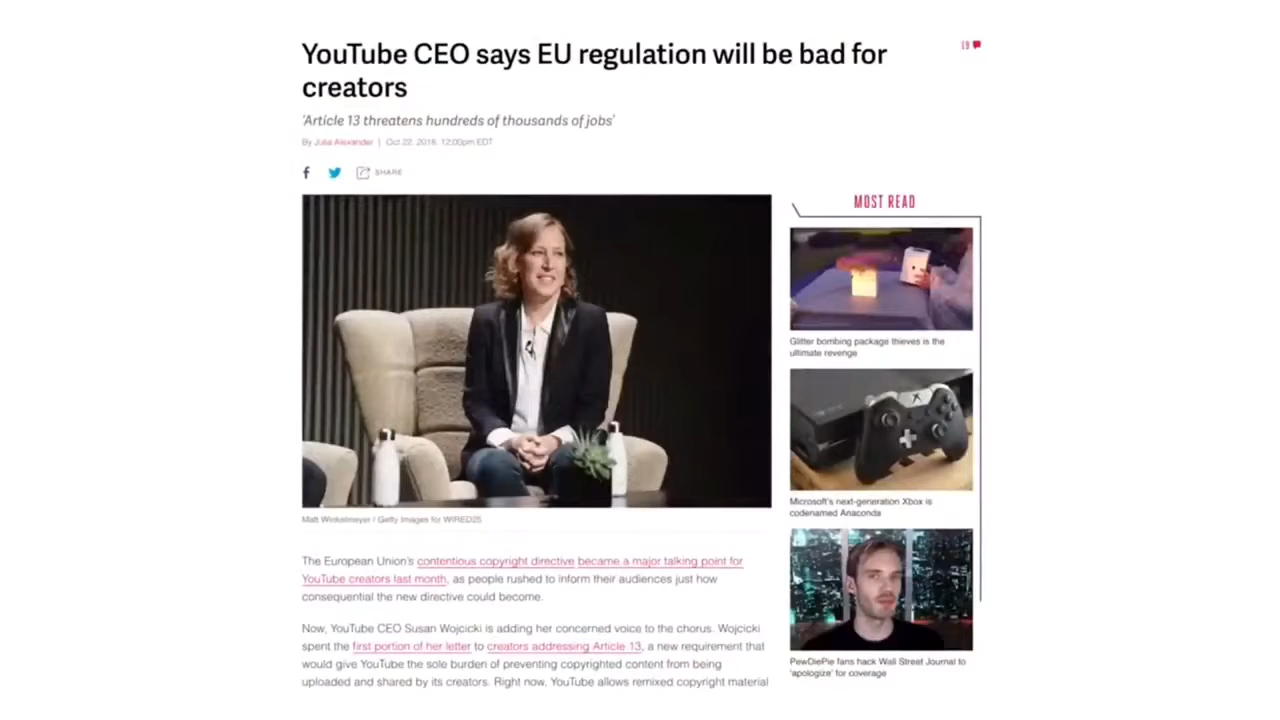 YouTube CEO says EU regulation will be bad for
creators
19
'Article 13 threatens hundreds of thousands of jobs'
By Julia Alexander | Oct 22, 2018, 12:00pm EDT
SHARE
MOST READ
Glitter bombing package thieves is the
ultimate revenge
Microsoft's next-generation Xbox is
codenamed Anaconda
Matt Winkelmeyer / Getty Images for WIRED25
The European Union's contentious copyright directive became a major talking point for
YouTube creators last month, as people rushed to inform their audiences just how
consequential the new directive could become.
Now, YouTube CEO Susan Wojcicki is adding her concerned voice to the chorus. Wojcicki
spent the first portion of her letter to creators addressing Article 13, a new requirement that
would give YouTube the sole burden of preventing copyrighted content from being
uploaded and shared by its creators. Right now, YouTube allows remixed copyright material
PewDiePie fans hack Wall Street Journal to
'apologize' for coverage